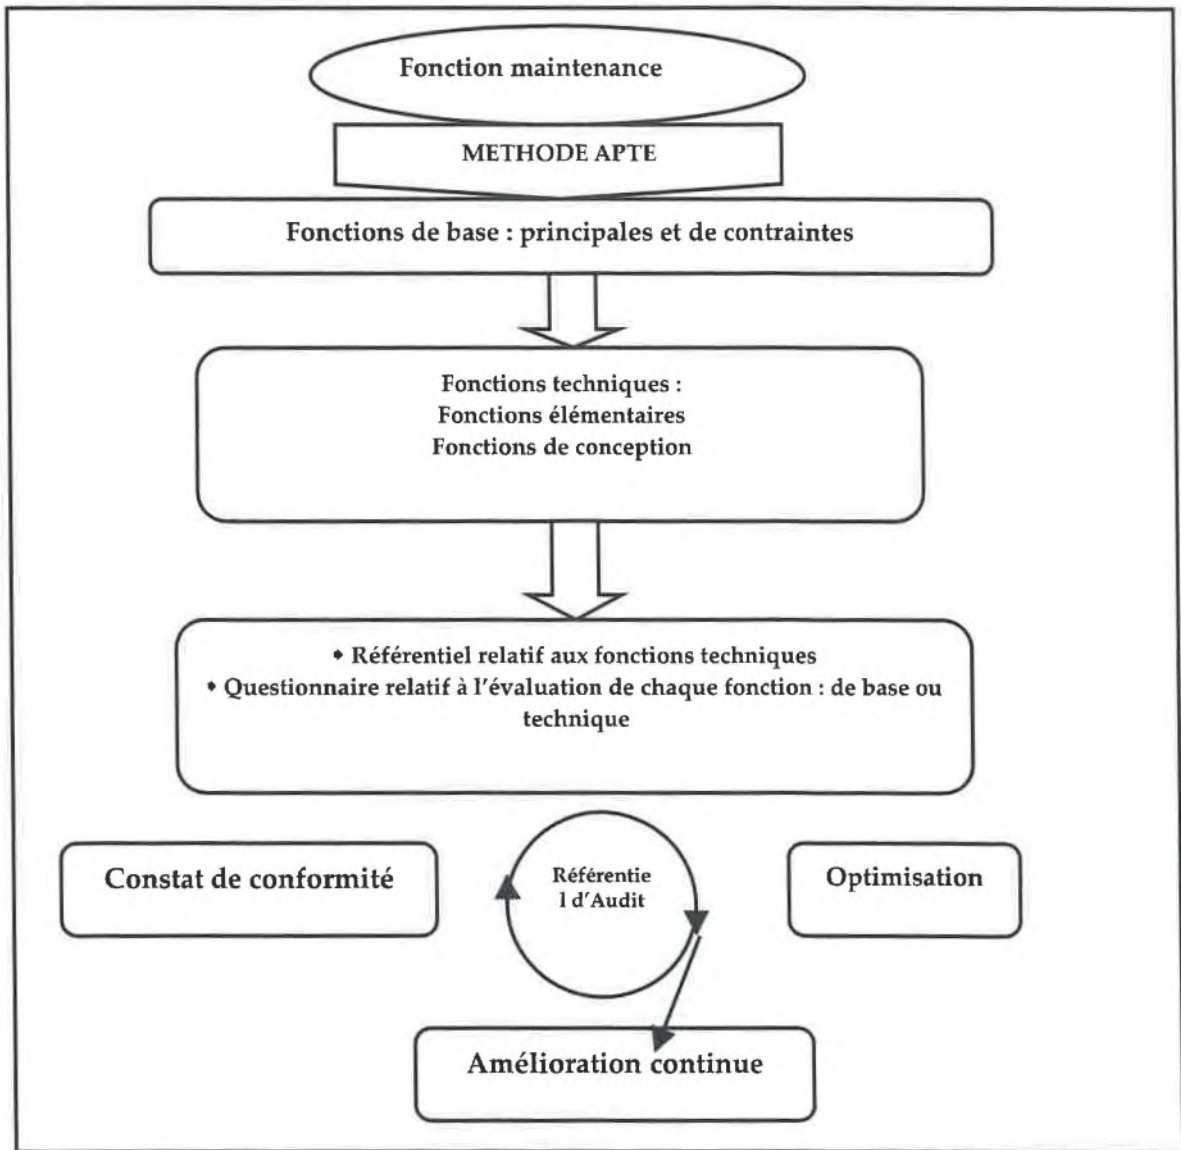 Fonction maintenance
METHODE APTE
Fonctions de base : principales et de contraintes
Fonctions techniques :
Fonctions élémentaires
Fonctions de conception
• Référentiel relatif aux fonctions techniques
• Questionnaire relatif à l'évaluation de chaque fonction : de base ou
technique
Constat de conformité
Référentie
l d'Audit
Optimisation
Amélioration continue